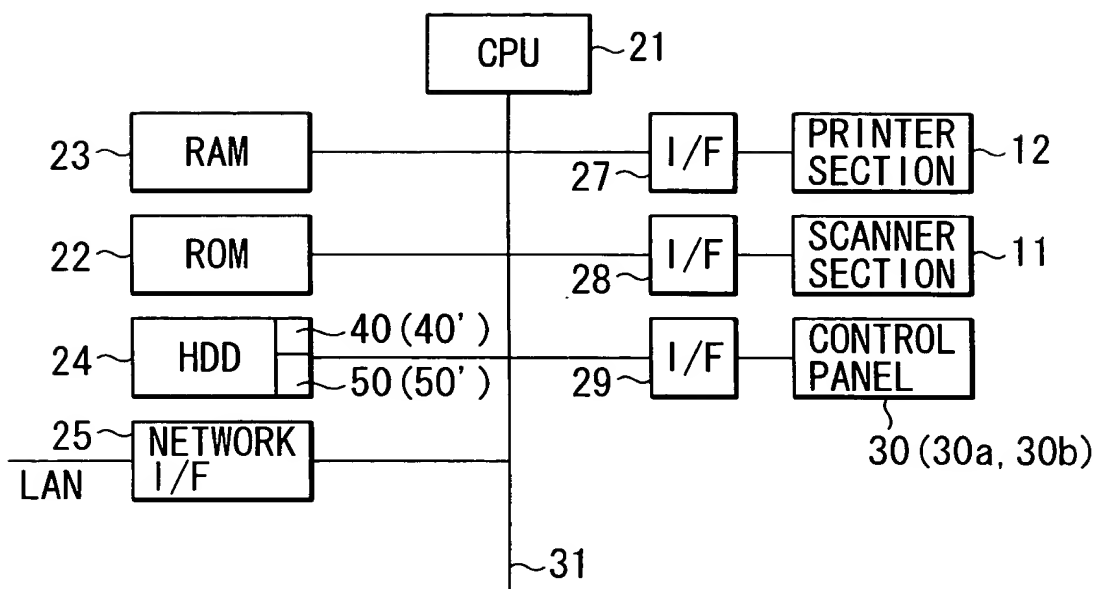 CPU
21
23
RAM
I/F
27
PRINTER
SECTION
12
22
ROM
I/F
28
SCANNER
SECTION
11
24
HDD
40(40')
50(50')
I/F
29
CONTROL
PANEL
30(30a, 30b)
25
NETWORK
I/F
LAN
31